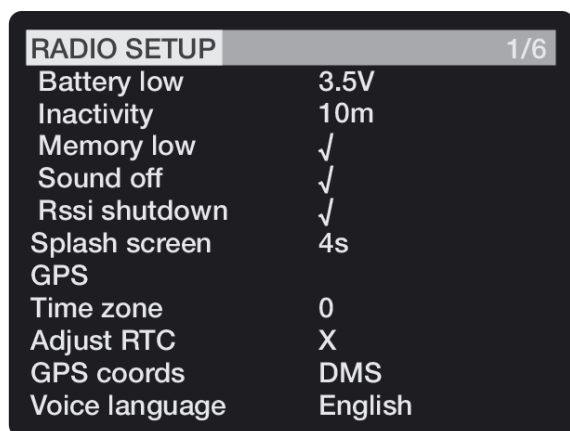 RADIO SETUP 1/6
Battery low 3.5V
Inactivity 10m
Memory low √
Sound off √
Rssi shutdown √
Splash screen 4s
GPS
Time zone 0
Adjust RTC X
GPS coords DMS
Voice language English